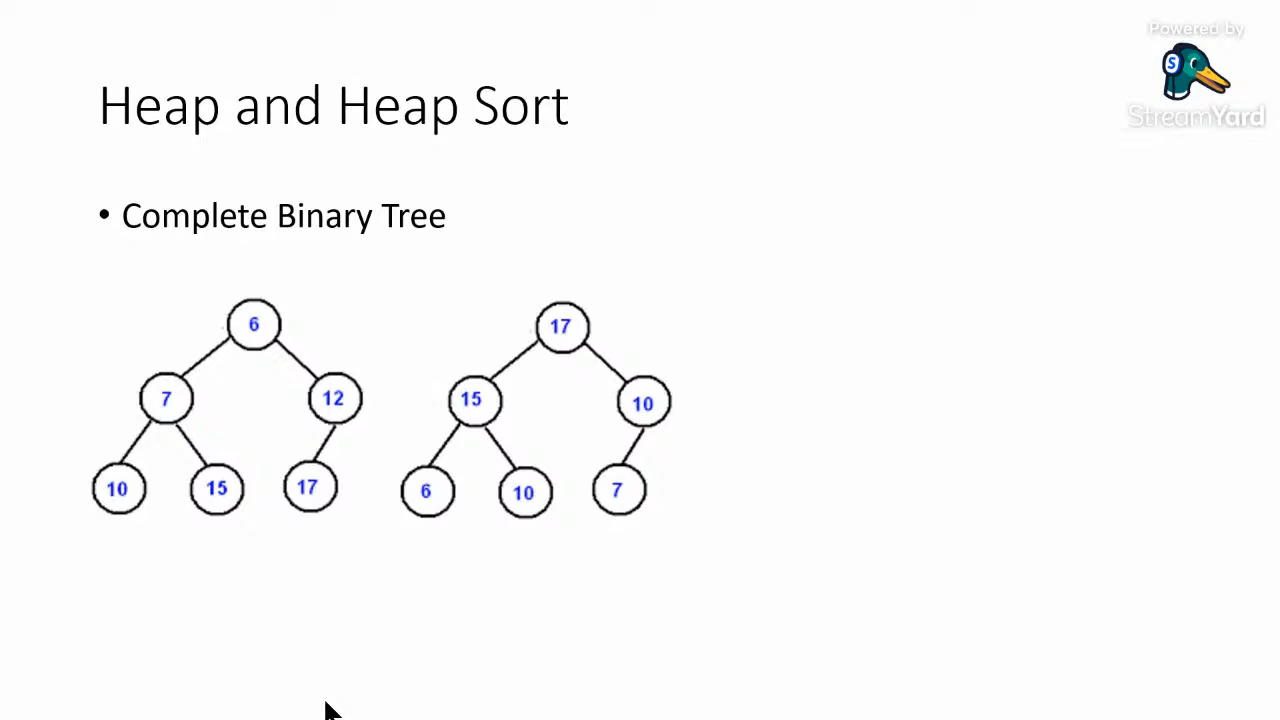 Powered by
S
StreamYard
Heap and Heap Sort
• Complete Binary Tree
6 17
7 12 15 10
10 15 17 6 10 7